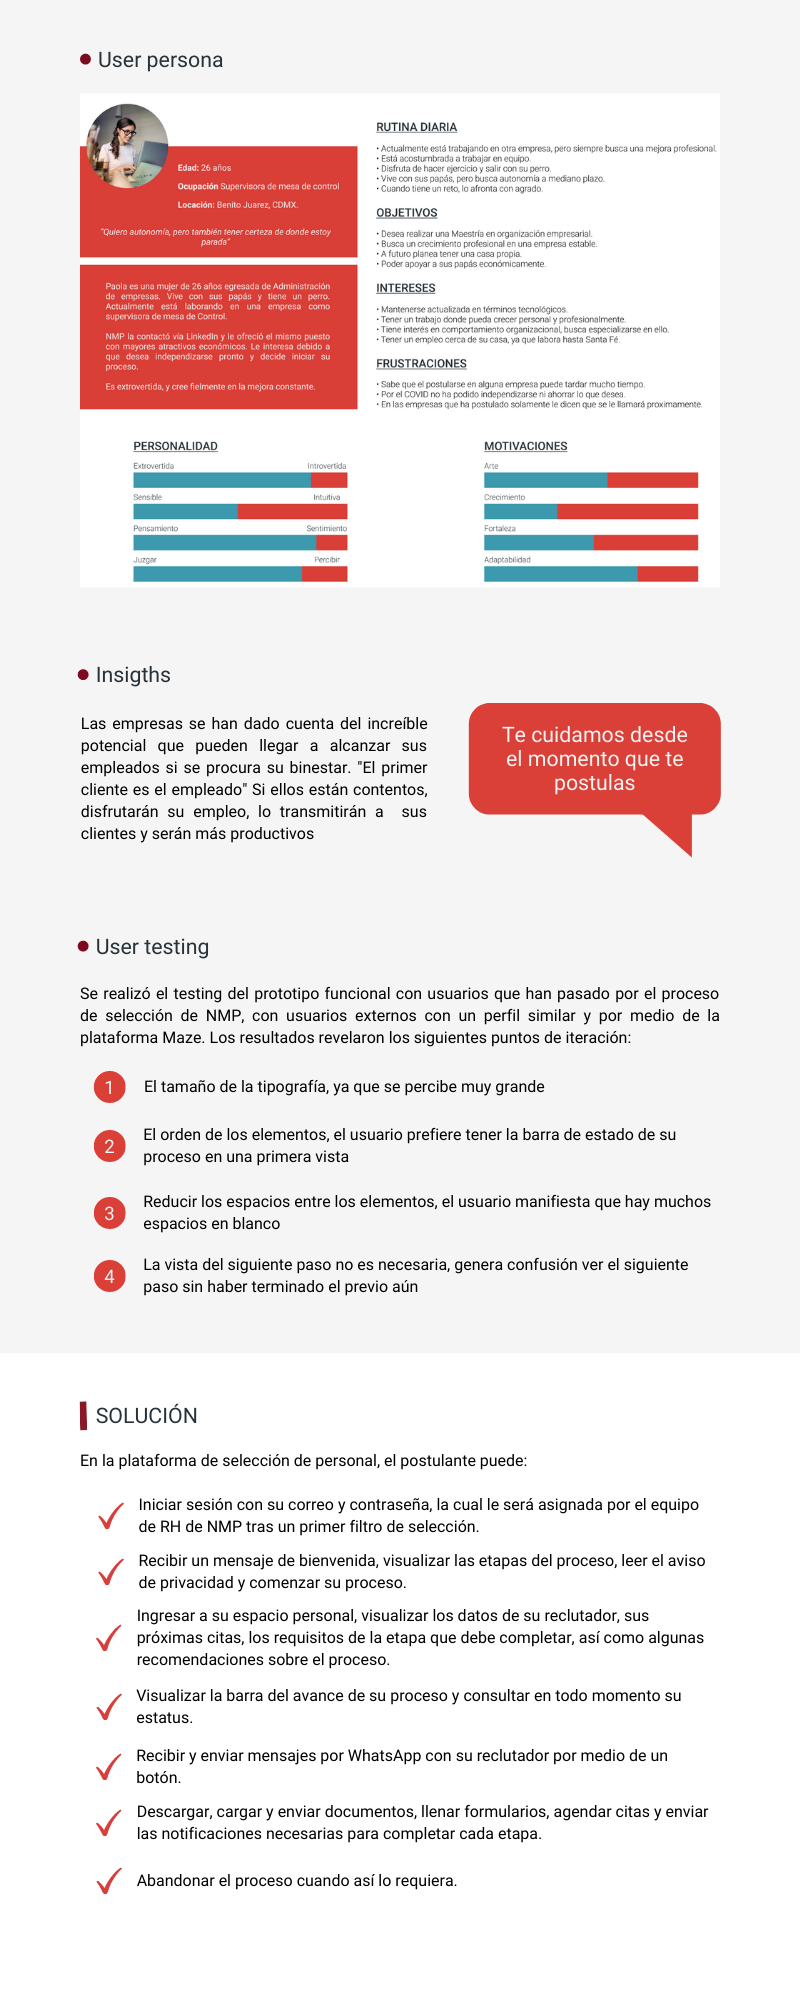 User persona
Edad: 26 años
Ocupación Supervisora de mesa de control
Locación: Benito Juarez, CDMX.
"Quiero autonomía, pero también tener certeza de donde estoy
parada"
Paola es una mujer de 26 años egresada de Administración
de empresas. Vive con sus papás y tiene un perro.
Actualmente está laborando en una empresa como
supervisora de mesa de Control.
NMP la contactó vía LinkedIn y le ofreció el mismo puesto
con mayores atractivos económicos. Le interesa debido a
que desea independizarse pronto y decide iniciar su
proceso.
Es extrovertida, y cree fielmente en la mejora constante.
RUTINA DIARIA
• Actualmente está trabajando en otra empresa, pero siempre busca una mejora profesional.
• Está acostumbrada a trabajar en equipo.
• Disfruta de hacer ejercicio y salir con su perro.
• Vive con sus papás, pero busca autonomía a mediano plazo.
• Cuando tiene un reto, lo afronta con agrado.
OBJETIVOS
• Desea realizar una Maestría en organización empresarial.
• Busca un crecimiento profesional en una empresa estable.
• A futuro planea tener una casa propia.
• Poder apoyar a sus papás económicamente.
INTERESES
• Mantenerse actualizada en términos tecnológicos.
• Tener un trabajo donde pueda crecer personal y profesionalmente.
• Tiene interés en comportamiento organizacional, busca especializarse en ello.
• Tener un empleo cerca de su casa, ya que labora hasta Santa Fé.
FRUSTRACIONES
• Sabe que el postularse en alguna empresa puede tardar mucho tiempo.
• Por el COVID no ha podido independizarse ni ahorrar lo que desea.
• En las empresas que ha postulado solamente le dicen que se le llamará proximamente.
PERSONALIDAD
Extrovertida Introvertida
Sensible Intuitiva
Pensamiento Sentimiento
Juzgar Percibir
MOTIVACIONES
Arte
Crecimiento
Fortaleza
Adaptabilidad
Insigths
Las empresas se han dado cuenta del increíble
potencial que pueden llegar a alcanzar sus
empleados si se procura su binestar. "El primer
cliente es el empleado" Si ellos están contentos,
disfrutarán su empleo, lo transmitirán a sus
clientes y serán más productivos
Te cuidamos desde
el momento que te
postulas
User testing
Se realizó el testing del prototipo funcional con usuarios que han pasado por el proceso
de selección de NMP, con usuarios externos con un perfil similar y por medio de la
plataforma Maze. Los resultados revelaron los siguientes puntos de iteración:
1 El tamaño de la tipografía, ya que se percibe muy grande
2 El orden de los elementos, el usuario prefiere tener la barra de estado de su
proceso en una primera vista
3 Reducir los espacios entre los elementos, el usuario manifiesta que hay muchos
espacios en blanco
4 La vista del siguiente paso no es necesaria, genera confusión ver el siguiente
paso sin haber terminado el previo aún
SOLUCIÓN
En la plataforma de selección de personal, el postulante puede:
Iniciar sesión con su correo y contraseña, la cual le será asignada por el equipo
de RH de NMP tras un primer filtro de selección.
Recibir un mensaje de bienvenida, visualizar las etapas del proceso, leer el aviso
de privacidad y comenzar su proceso.
Ingresar a su espacio personal, visualizar los datos de su reclutador, sus
próximas citas, los requisitos de la etapa que debe completar, así como algunas
recomendaciones sobre el proceso.
Visualizar la barra del avance de su proceso y consultar en todo momento su
estatus.
Recibir y enviar mensajes por WhatsApp con su reclutador por medio de un
botón.
Descargar, cargar y enviar documentos, llenar formularios, agendar citas y enviar
las notificaciones necesarias para completar cada etapa.
Abandonar el proceso cuando así lo requiera.